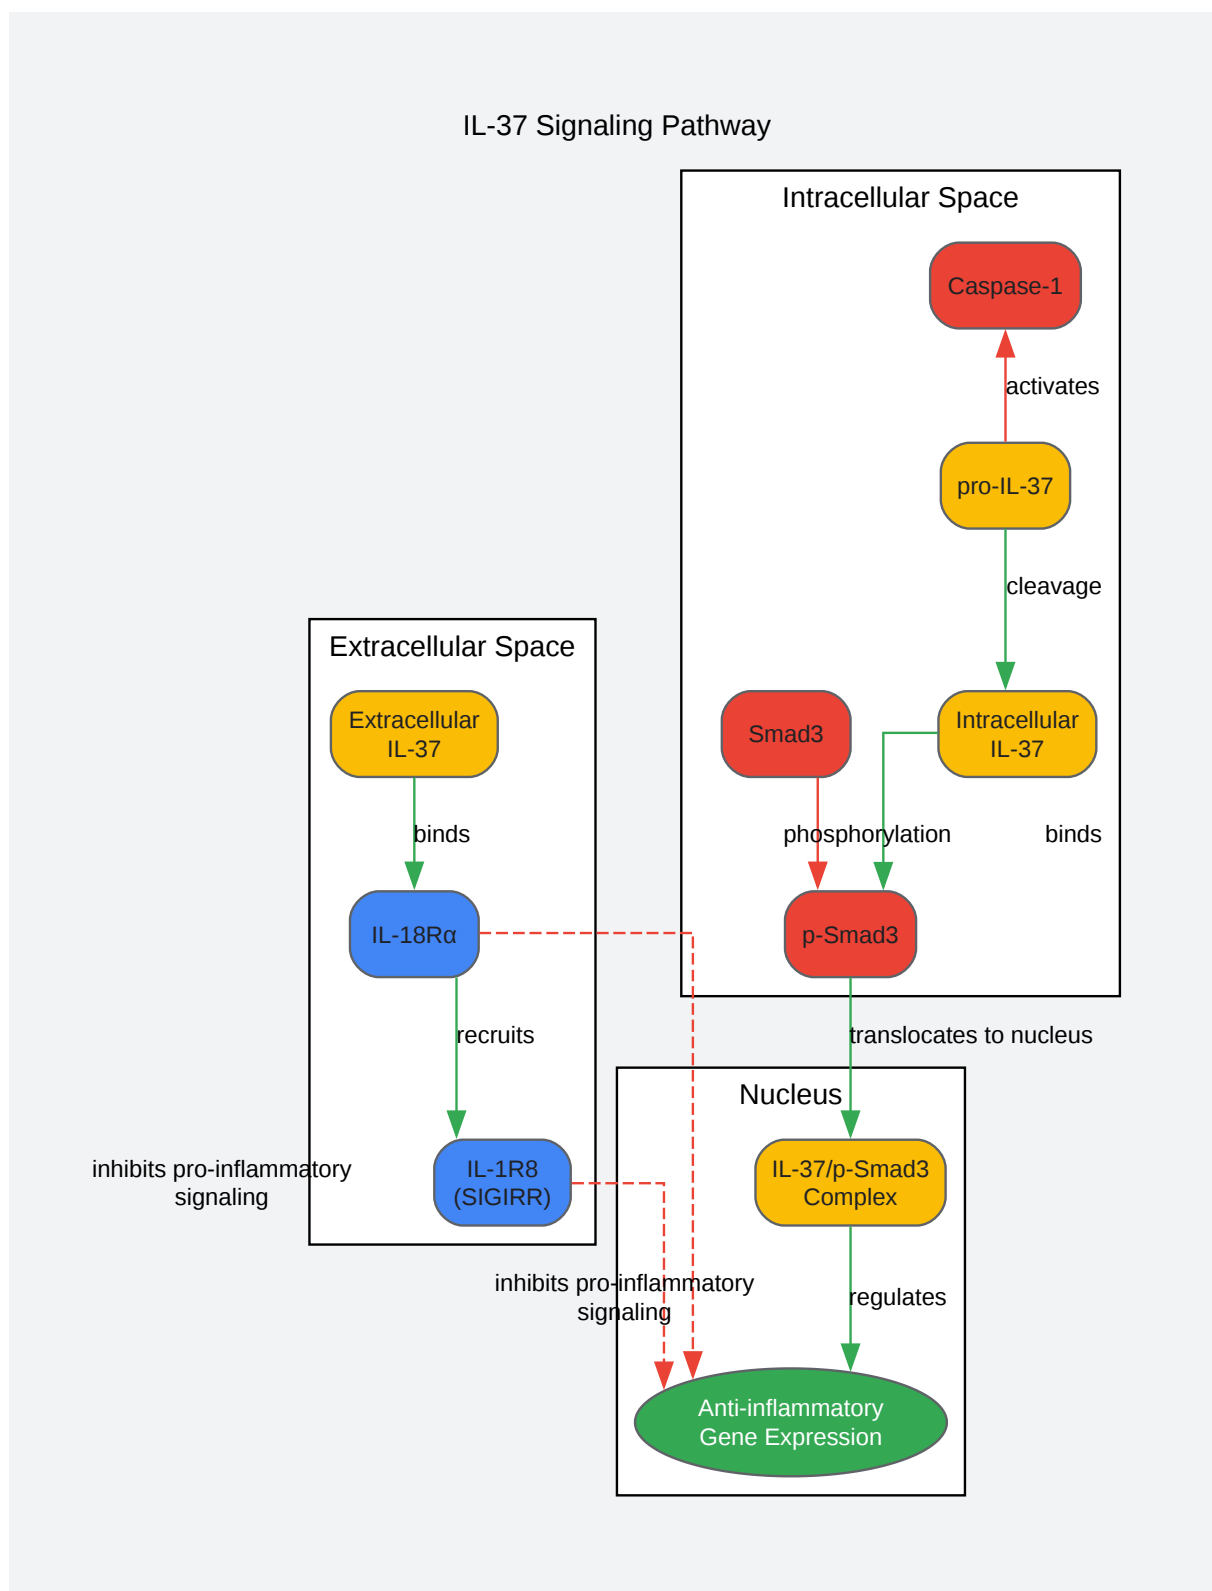 IL-37 Signaling Pathway
Intracellular Space
Caspase-1
activates
pro-IL-37
cleavage
Extracellular Space
Extracellular
IL-37
Smad3
Intracellular
IL-37
binds
phosphorylation
binds
IL-18Rα
p-Smad3
recruits
translocates to nucleus
Nucleus
inhibits pro-inflammatory
signaling
IL-1R8
(SIGIRR)
IL-37/p-Smad3
Complex
inhibits pro-inflammatory
signaling
regulates
Anti-inflammatory
Gene Expression